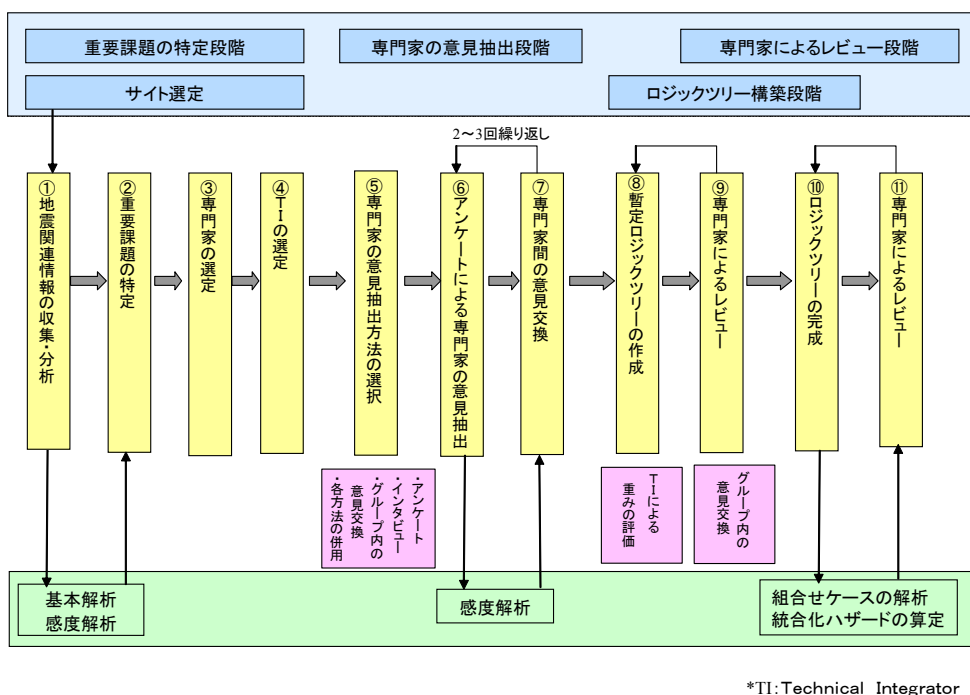 重要課題の特定段階
専門家の意見抽出段階
専門家によるレビュー段階
サイト選定
ロジックツリー構築段階
2～3回繰り返し
①地震関連情報の収集・分析
②重要課題の特定
③専門家の選定
④TIの選定
⑤専門家の意見抽出方法の選択
⑥アンケートによる専門家の意見抽出
⑦専門家間の意見交換
⑧暫定ロジックツリーの作成
⑨専門家によるレビュー
⑩ロジックツリーの完成
⑪専門家によるレビュー
・アンケート
・インタビュー
・グループ内の
意見交換
・各方法の併用
TIによる
重みの評価
グループ内の
意見交換
基本解析
感度解析
感度解析
組合せケースの解析
統合化ハザードの算定
*TI:Technical Integrator